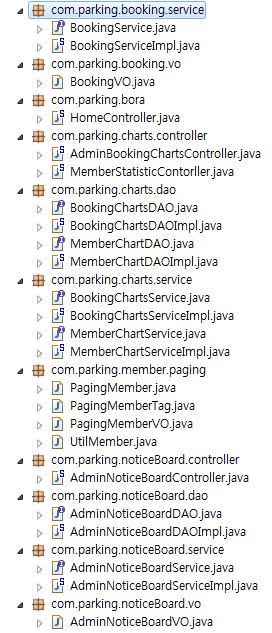 com.parking.booking.service
BookingService.java
BookingServiceImpl.java
com.parking.booking.vo
BookingVO.java
com.parking.bora
HomeController.java
com.parking.charts.controller
AdminBookingChartsController.java
MemberStatisticContorller.java
com.parking.charts.dao
BookingChartsDAO.java
BookingChartsDAOImpl.java
MemberChartDAO.java
MemberChartDAOImpl.java
com.parking.charts.service
BookingChartsService.java
BookingChartsServiceImpl.java
MemberChartService.java
MemberChartServiceImpl.java
com.parking.member.paging
PagingMember.java
PagingMemberTag.java
PagingMemberVO.java
UtilMember.java
com.parking.noticeBoard.controller
AdminNoticeBoardController.java
com.parking.noticeBoard.dao
AdminNoticeBoardDAO.java
AdminNoticeBoardDAOImpl.java
com.parking.noticeBoard.service
AdminNoticeBoardService.java
AdminNoticeBoardServiceImpl.java
com.parking.noticeBoard.vo
AdminNoticeBoardVO.java